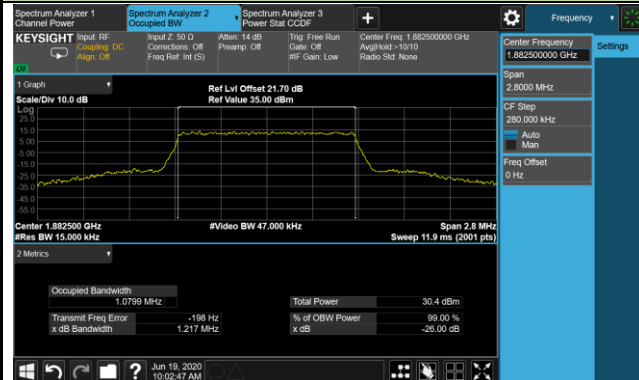 Spectrum Analyzer 1
Channel Power
Spectrum Analyzer 2
Occupied BW
Spectrum Analyzer 3
Power Stat CCDF
+
Frequency
KEYSIGHT
Input: RF
Coupling: DC
Align: Off
Input Z: 50 Ω
Corrections: Off
Freq Ref: Int (S)
Atten: 14 dB
Preamp: Off
Trig: Free Run
Gate: Off
#IF Gain: Low
Center Freq: 1.882500000 GHz
Avg|Hold:>10/10
Radio Std: None
LXI
Center Frequency
1.882500000 GHz
Settings
Span
2.8000 MHz
CF Step
280.000 kHz
Auto
Man
Freq Offset
0 Hz
1 Graph
Scale/Div 10.0 dB
Ref Lvl Offset 21.70 dB
Ref Value 35.00 dBm
Log
25.0
15.0
5.00
-5.00
-15.0
-25.0
-35.0
-45.0
-55.0
Center 1.882500 GHz
#Res BW 15.000 kHz
#Video BW 47.000 kHz
Span 2.8 MHz
Sweep 11.9 ms (2001 pts)
2 Metrics
Occupied Bandwidth
1.0799 MHz
Total Power 30.4 dBm
Transmit Freq Error -198 Hz
% of OBW Power 99.00 %
x dB Bandwidth 1.217 MHz
x dB -26.00 dB
?
Jun 19, 2020
10:02:47 AM